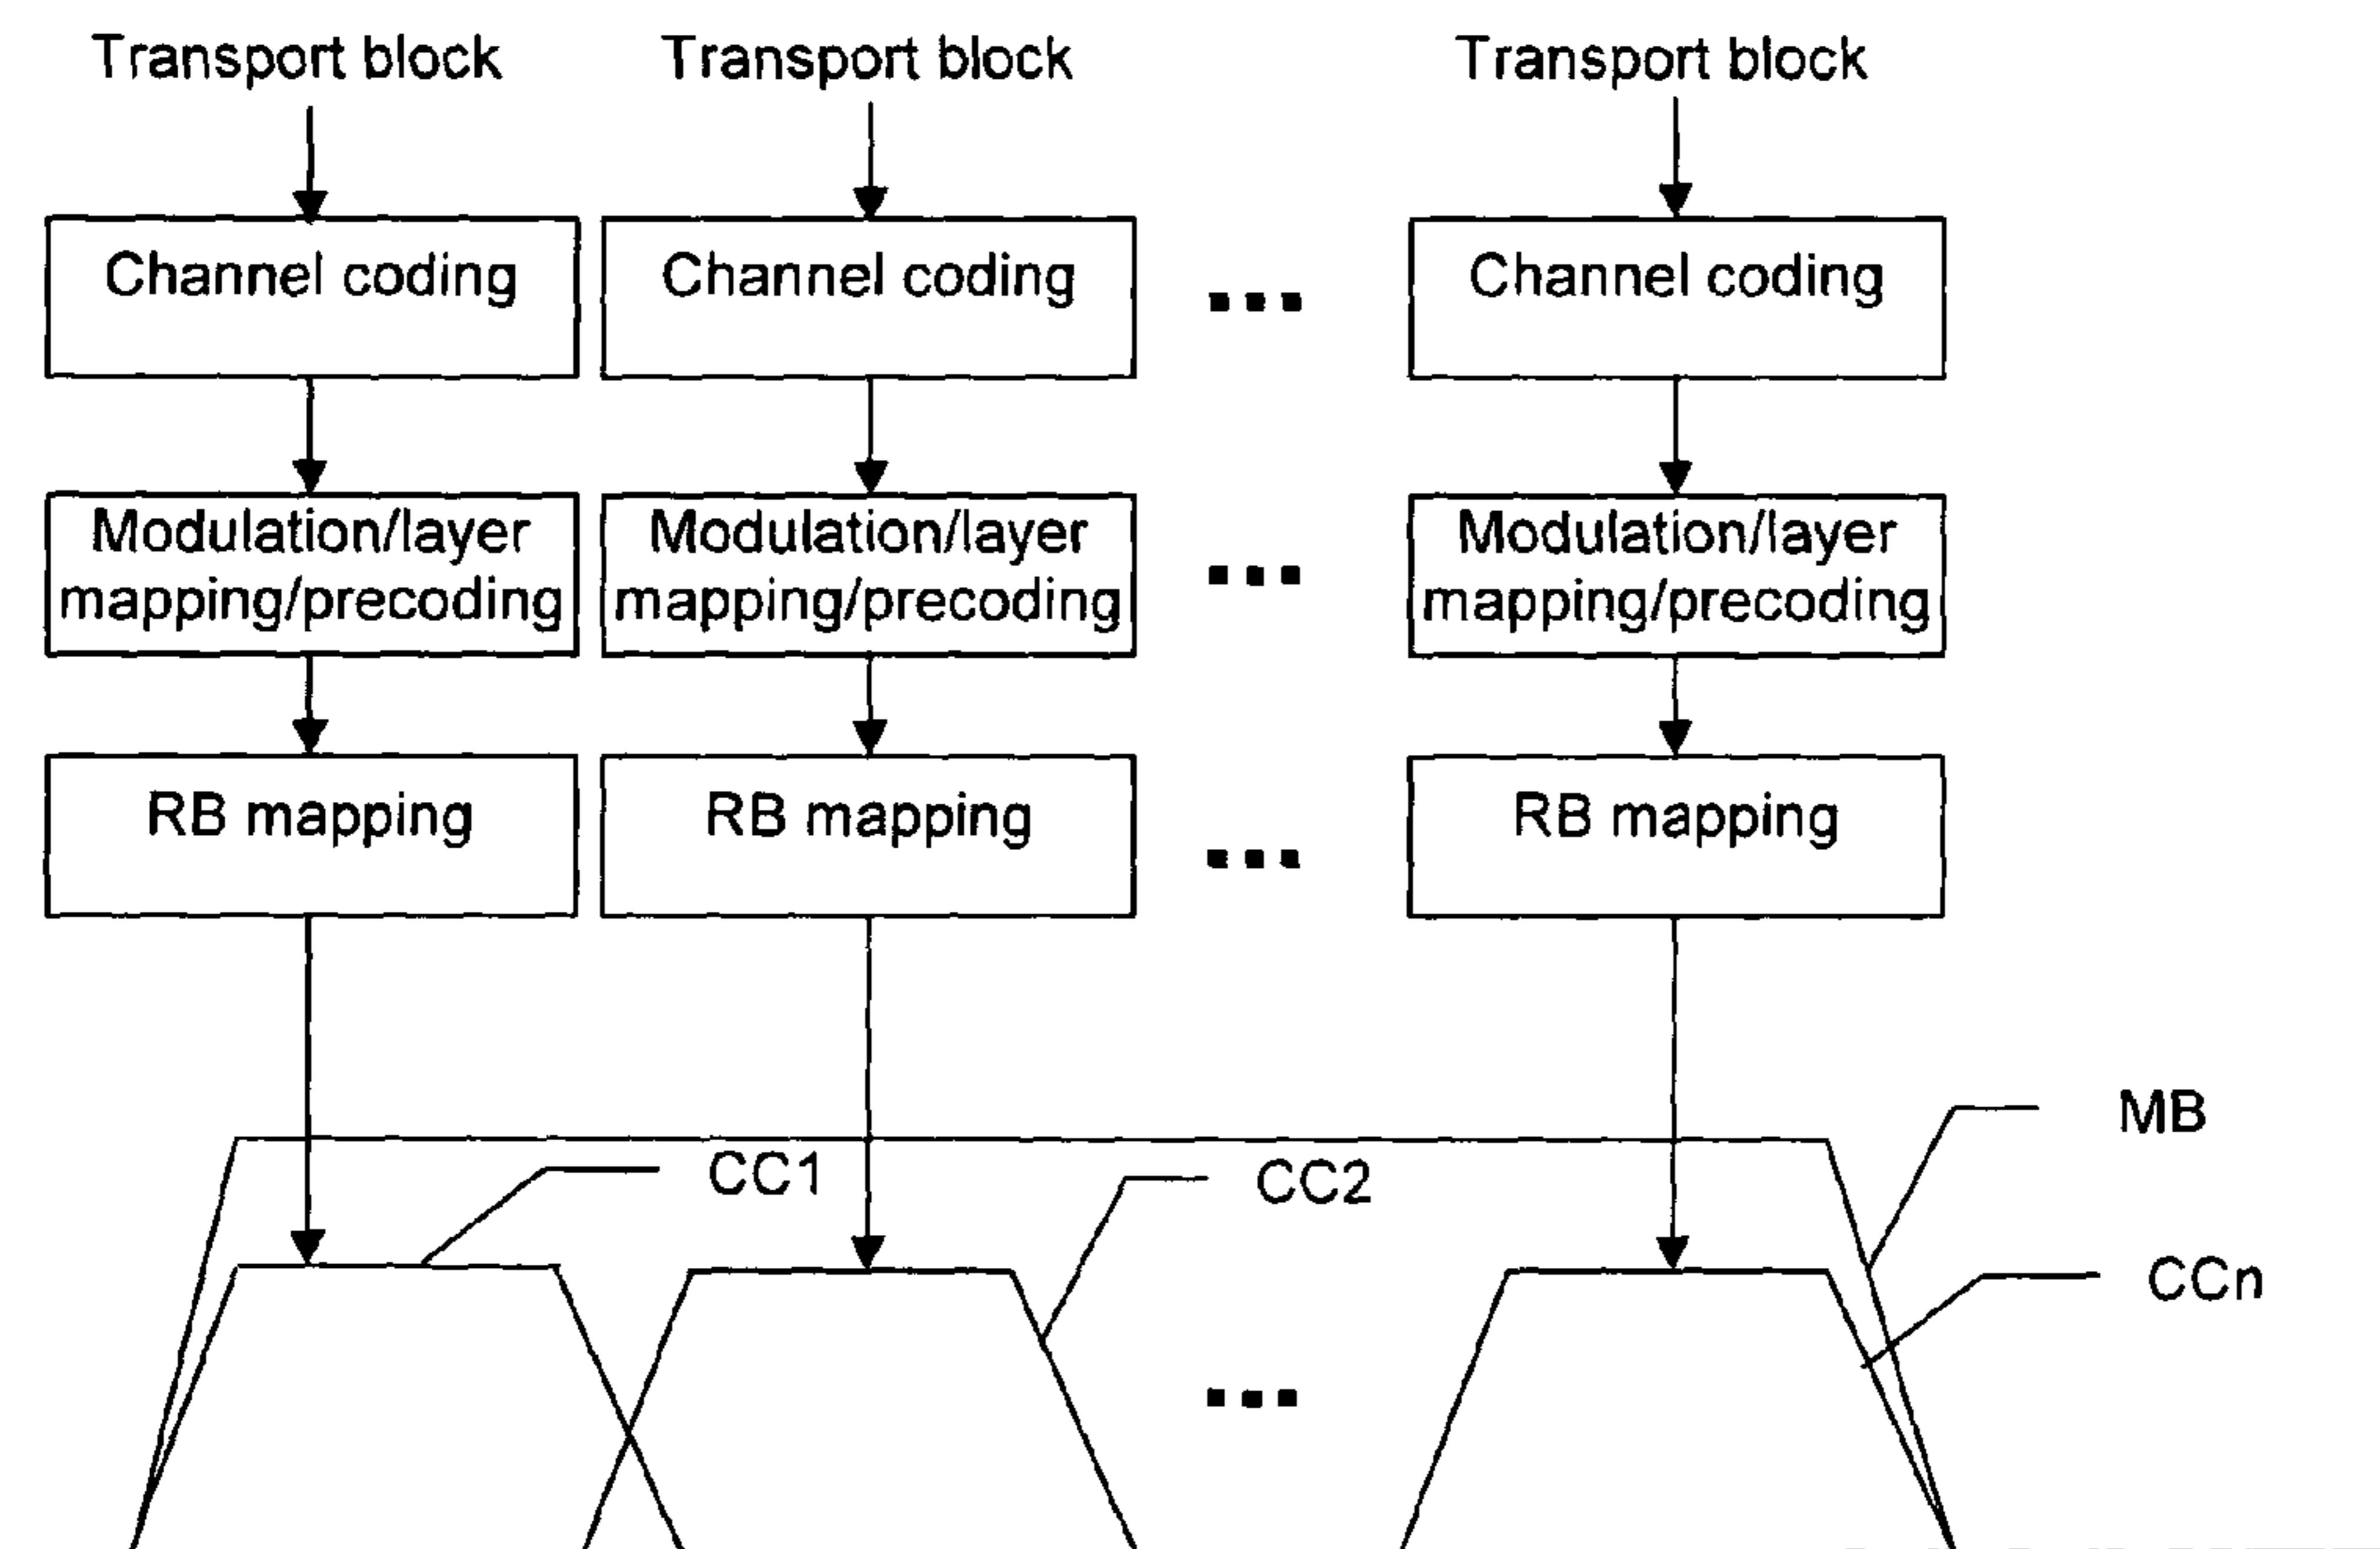 Transport block Transport block Transport block
Channel coding Channel coding ... Channel coding
Modulation/layer Modulation/layer Modulation/layer
mapping/precoding mapping/precoding ... mapping/precoding
RB mapping RB mapping ... RB mapping
MB
CC1 CC2
CCn
...